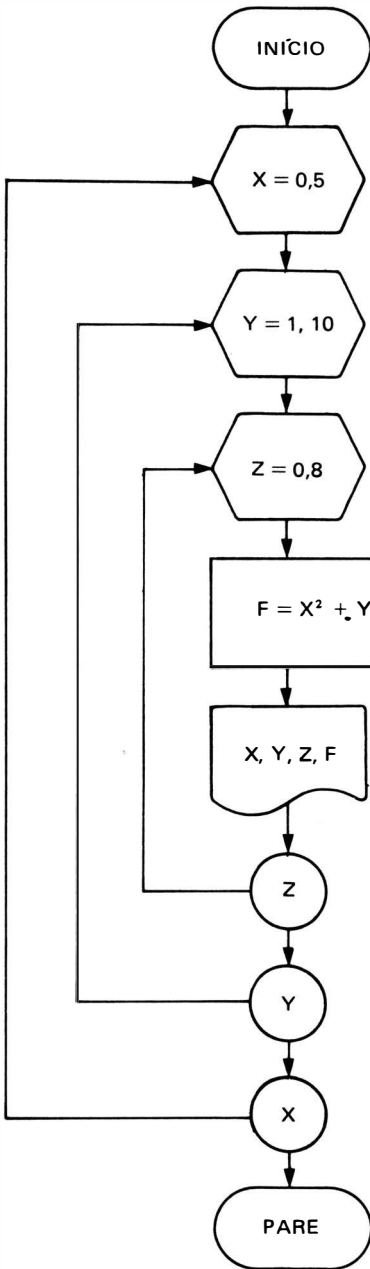 INÍCIO
X = 0,5
Y = 1, 10
Z = 0,8
F = X² + Y
X, Y, Z, F
Z
Y
X
PARE